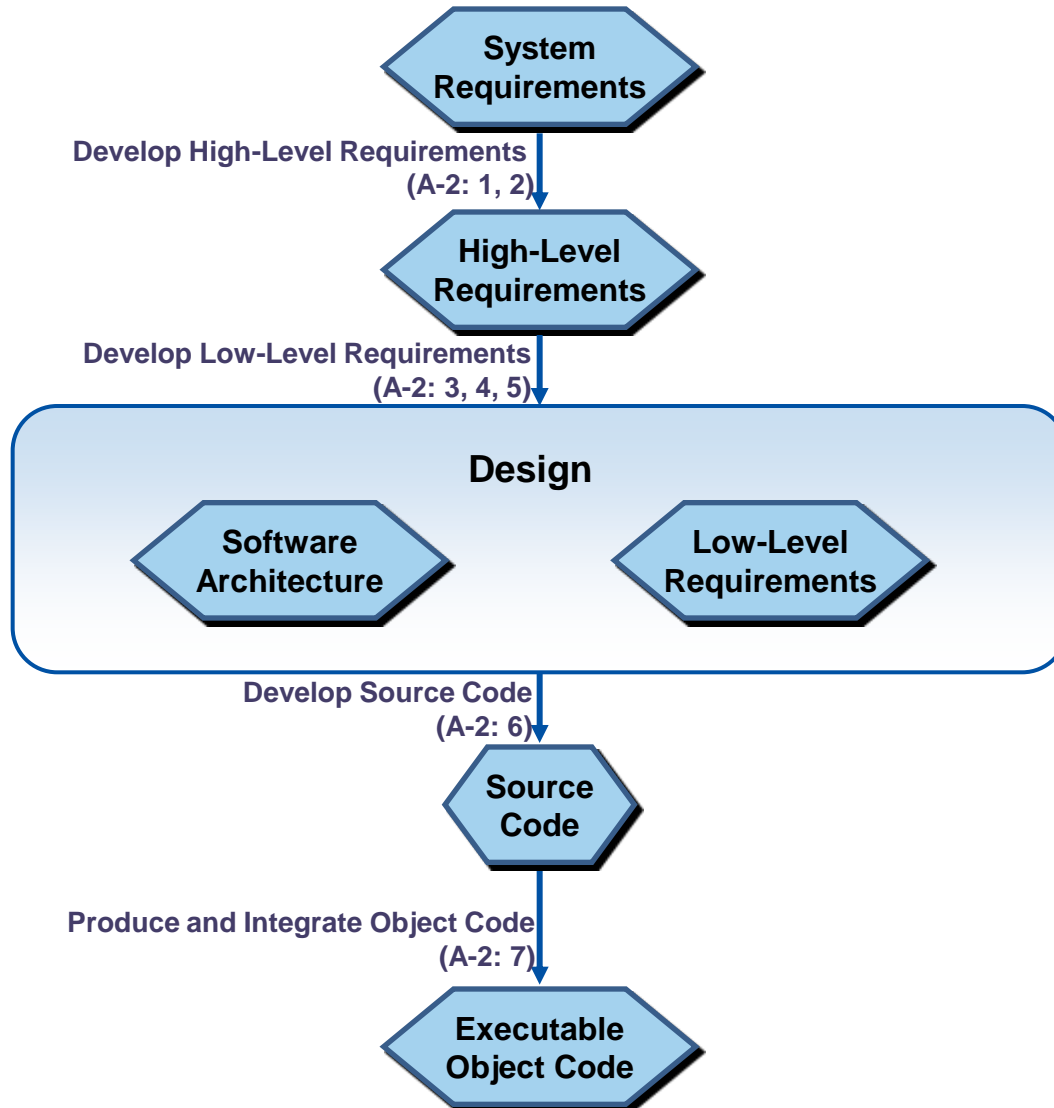 System
Requirements
Develop High-Level Requirements
(A-2: 1, 2)
High-Level
Requirements
Develop Low-Level Requirements
(A-2: 3, 4, 5)
Design
Software
Architecture
Low-Level
Requirements
Develop Source Code
(A-2: 6)
Source
Code
Produce and Integrate Object Code
(A-2: 7)
Executable
Object Code